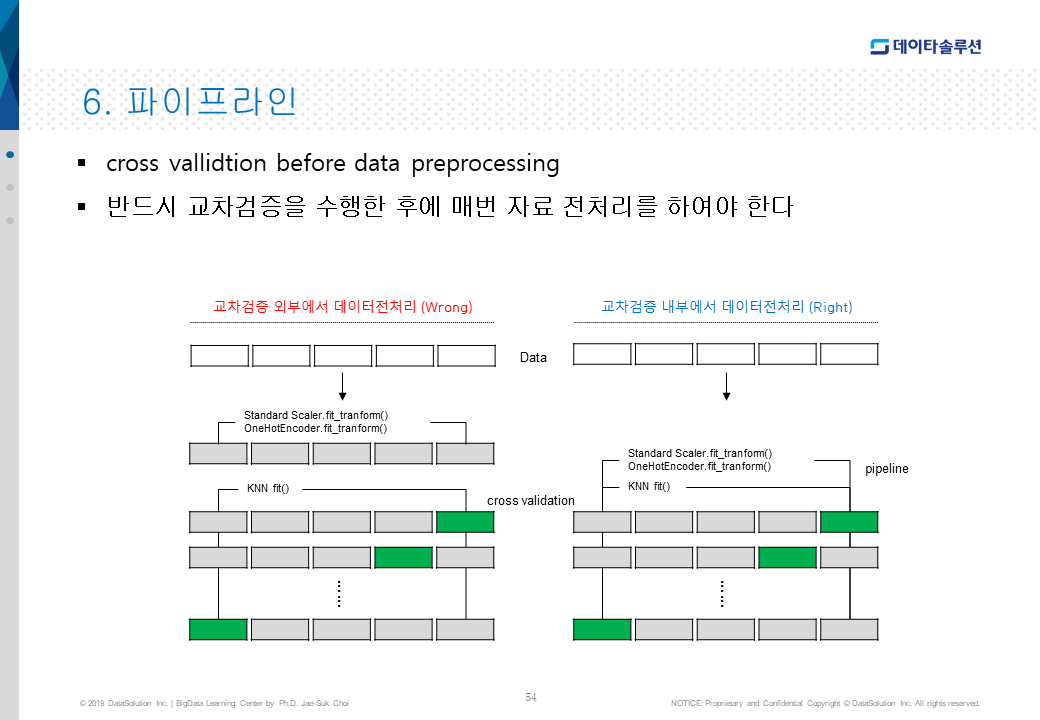 데이타솔루션
6. 파이프라인
▪ cross vallidtion before data preprocessing
▪ 반드시 교차검증을 수행한 후에 매번 자료 전처리를 하여야 한다
교차검증 외부에서 데이터전처리 (Wrong)
교차검증 내부에서 데이터전처리 (Right)
Data
Standard Scaler.fit_tranform()
OneHotEncoder.fit_tranform()
Standard Scaler.fit_tranform()
OneHotEncoder.fit_tranform()
pipeline
KNN fit()
KNN fit()
cross validation
© 2019 DataSolution Inc. | BigData Learning Center by Ph.D. Jae-Suk Choi
54
NOTICE: Proprietary and Confidential Copyright © DataSolution Inc. All rights reserved.